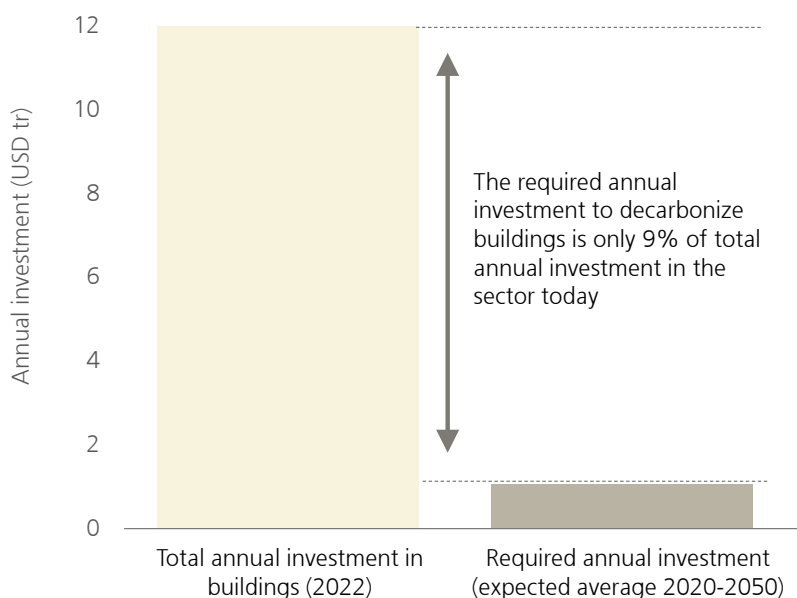 Annual investment (USD tr)
12
10
8
6
4
2
0
The required annual
investment to decarbonize
buildings is only 9% of total
annual investment in the
sector today
Total annual investment in
buildings (2022)
Required annual investment
(expected average 2020-2050)